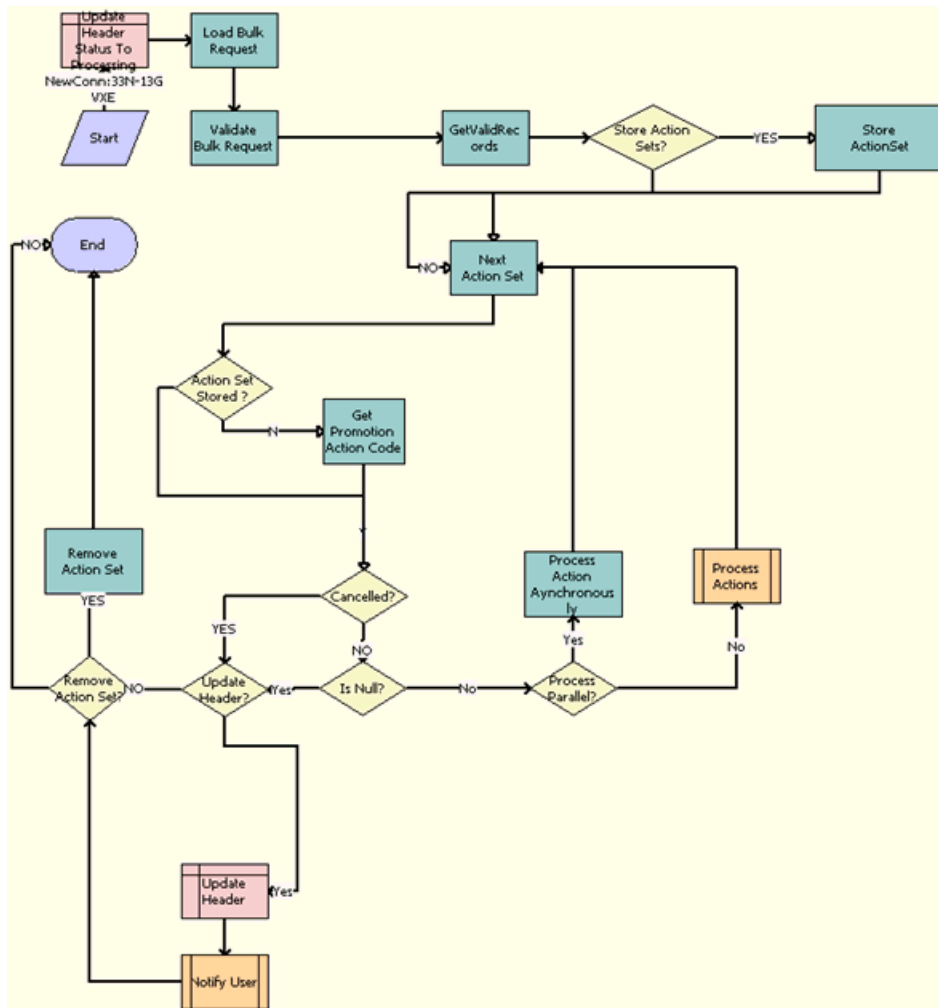 Update
Header
Status To
Processing
NewConn:33N-13G
VXE
Start
Load Bulk
Request
Validate
Bulk Request
GetValidRec
ords
Store Action
Sets?
YES
Store
ActionSet
NO
End
Next
Action Set
NO
Action Set
Stored ?
N
Get
Promotion
Action Code
Remove
Action Set
YES
Cancelled?
YES
NO
Process
Action
Aynchronous
ly
Process
Actions
Yes
No
Remove
Action Set?
NO
Update
Header?
Yes
Is Null?
No
Process
Parallel?
Update
Header
Yes
Notify User